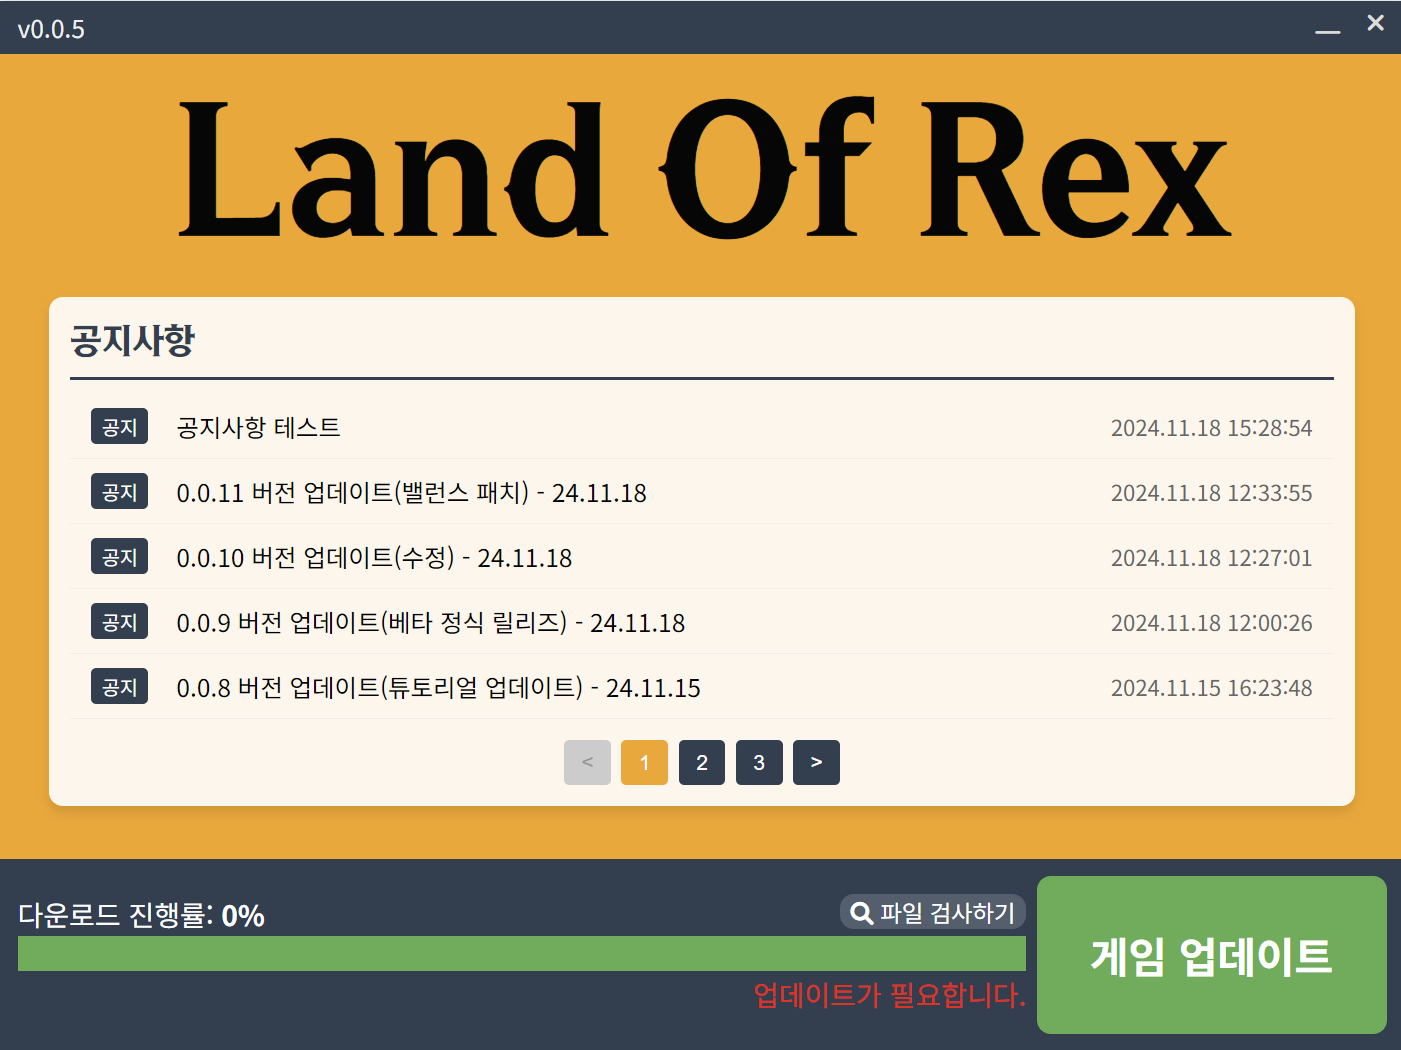 v0.0.5
Land Of Rex
공지사항
공지 공지사항 테스트 2024.11.18 15:28:54
공지 0.0.11 버전 업데이트(밸런스 패치) - 24.11.18 2024.11.18 12:33:55
공지 0.0.10 버전 업데이트(수정) - 24.11.18 2024.11.18 12:27:01
공지 0.0.9 버전 업데이트(베타 정식 릴리즈) - 24.11.18 2024.11.18 12:00:26
공지 0.0.8 버전 업데이트(튜토리얼 업데이트) - 24.11.15 2024.11.15 16:23:48
< 1 2 3 >
다운로드 진행률: 0% 파일 검사하기
게임 업데이트
업데이트가 필요합니다.